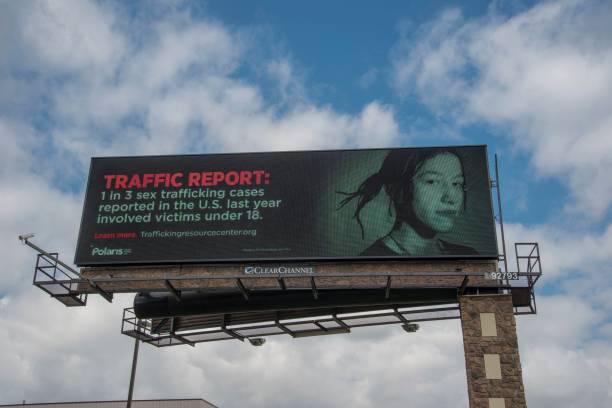 TRAFFIC REPORT:
1 in 3 sex trafficking cases
reported in the U.S. last year
involved victims under 18.
Learn more. Traffickingresourcecenter.org
Polaris
CLEARCHANNEL
92793